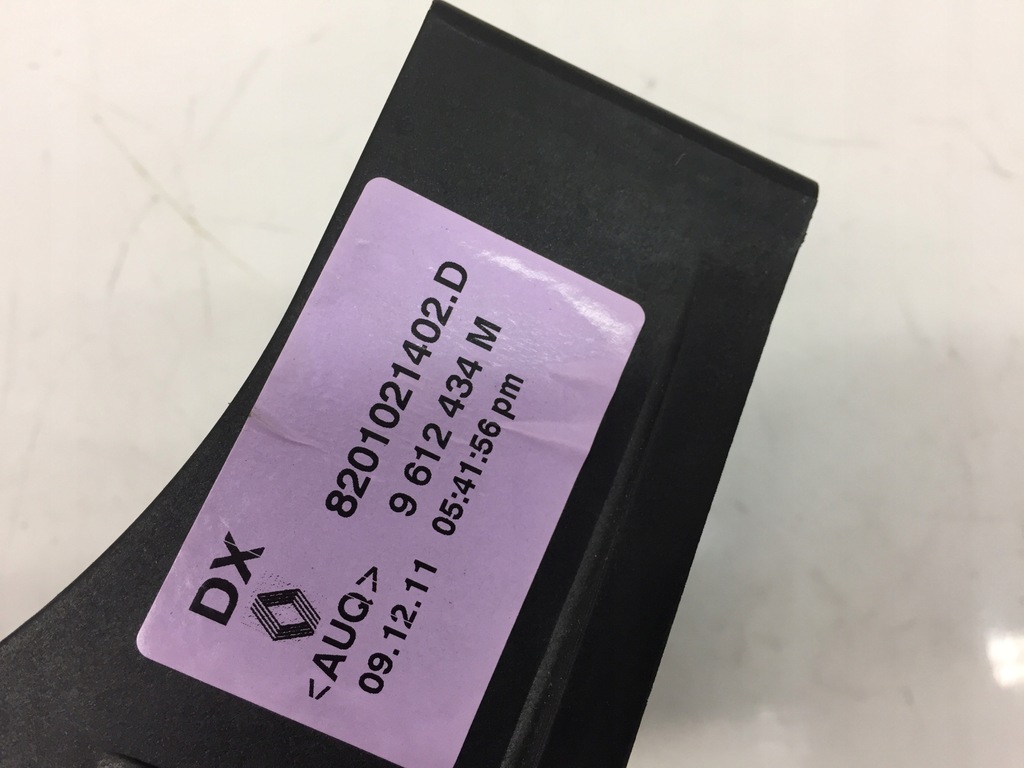 DX 8201021402.D
9 612 434 M
<AUQ>
09.12.11 05:41:56 pm